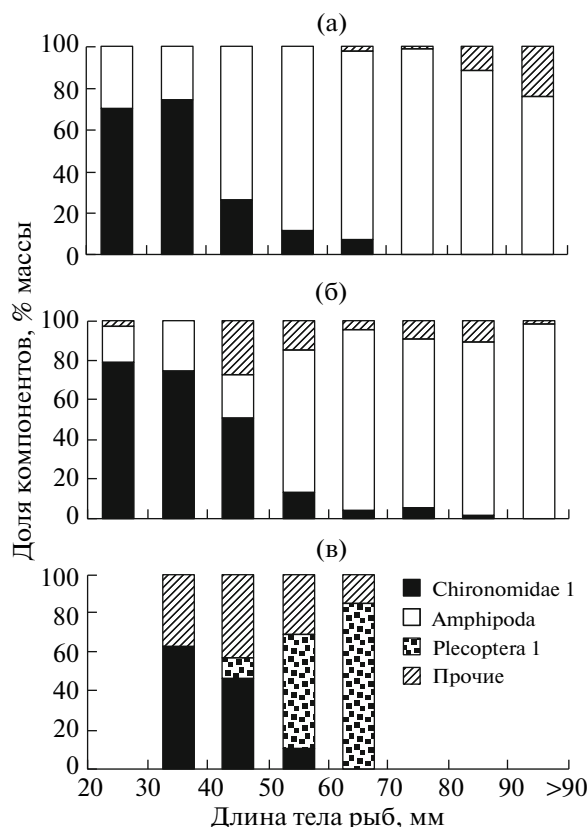 (а)
100
80
60
40
20
0
(б)
100
80
60
40
20
0
(в)
100
80
60
40
20
0
Доля компонентов, % массы
Chironomidae 1
Amphipoda
Plecoptera 1
Прочие
20 30 40 50 60 70 80 90 >90
Длина тела рыб, мм